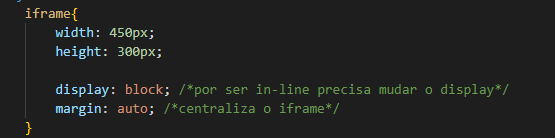 iframe{
width: 450px;
height: 300px;
display: block; /*por ser in-line precisa mudar o display*/
margin: auto; /*centraliza o iframe*/
}